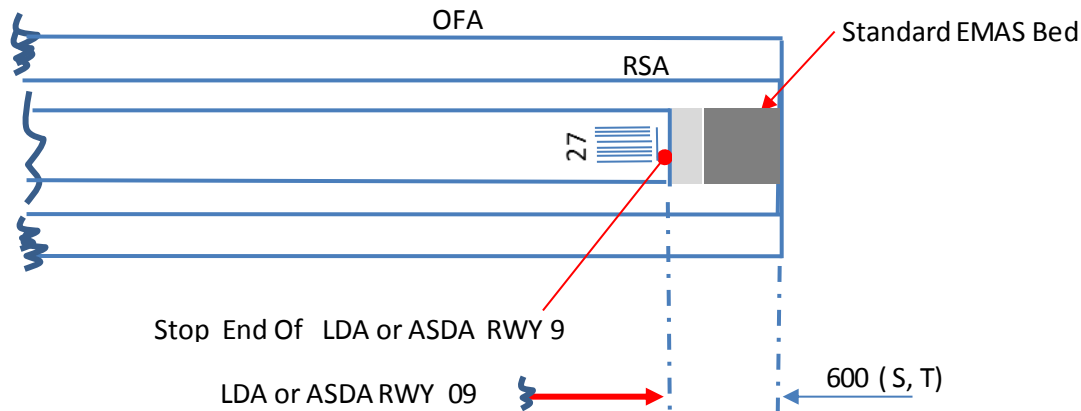 OFA
Standard EMAS Bed
RSA
27
Stop End Of LDA or ASDA RWY 9
LDA or ASDA RWY 09
600 ( S, T)